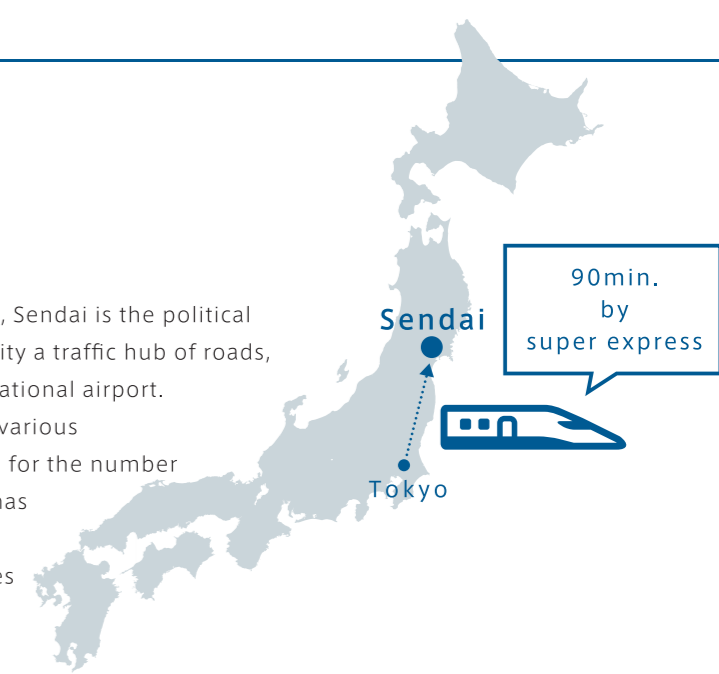 , Sendai is the political
ity a traffic hub of roads,
ational airport.
various
for the number
as
es
Sendai
Tokyo
90min.
by
super express